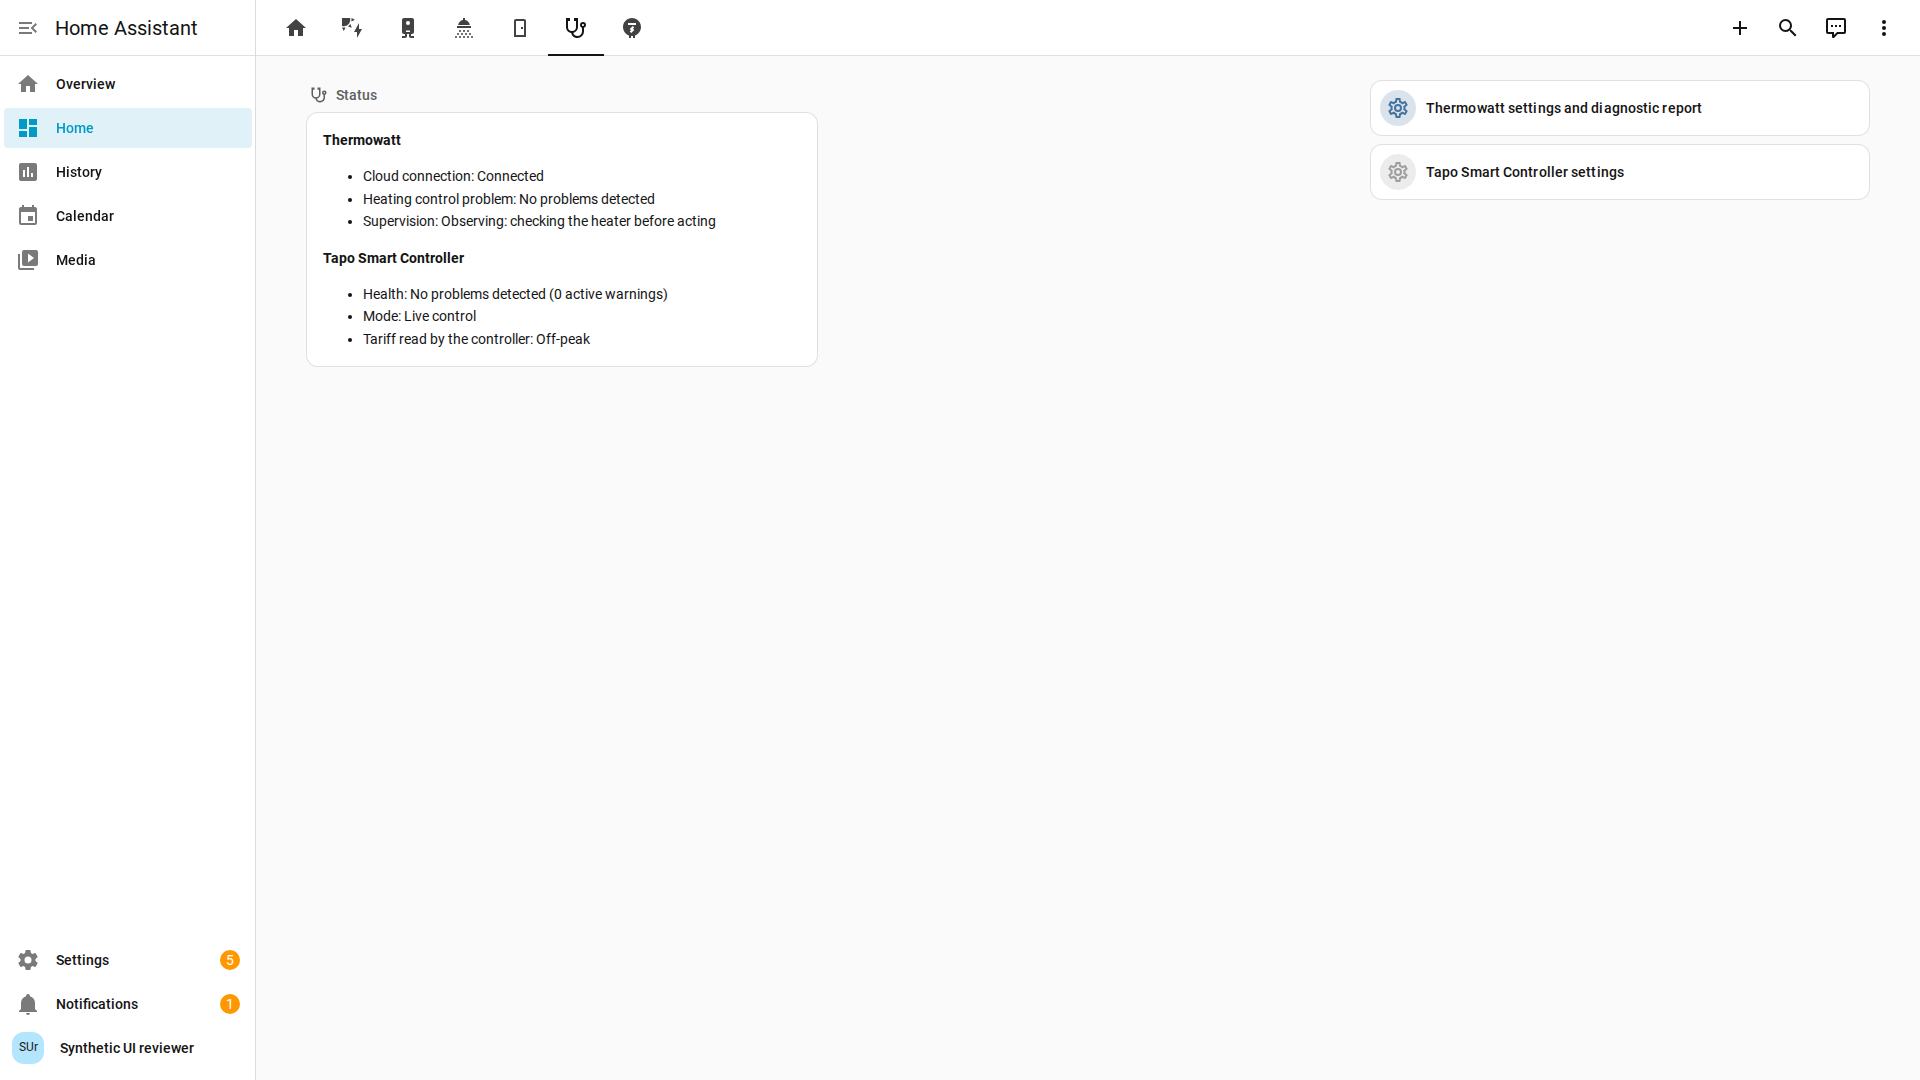 Home Assistant
Overview
Home
History
Calendar
Media
Settings
5
Notifications
1
SUr
Synthetic UI reviewer
Status
Thermowatt
Cloud connection: Connected
Heating control problem: No problems detected
Supervision: Observing: checking the heater before acting
Tapo Smart Controller
Health: No problems detected (0 active warnings)
Mode: Live control
Tariff read by the controller: Off-peak
Thermowatt settings and diagnostic report
Tapo Smart Controller settings